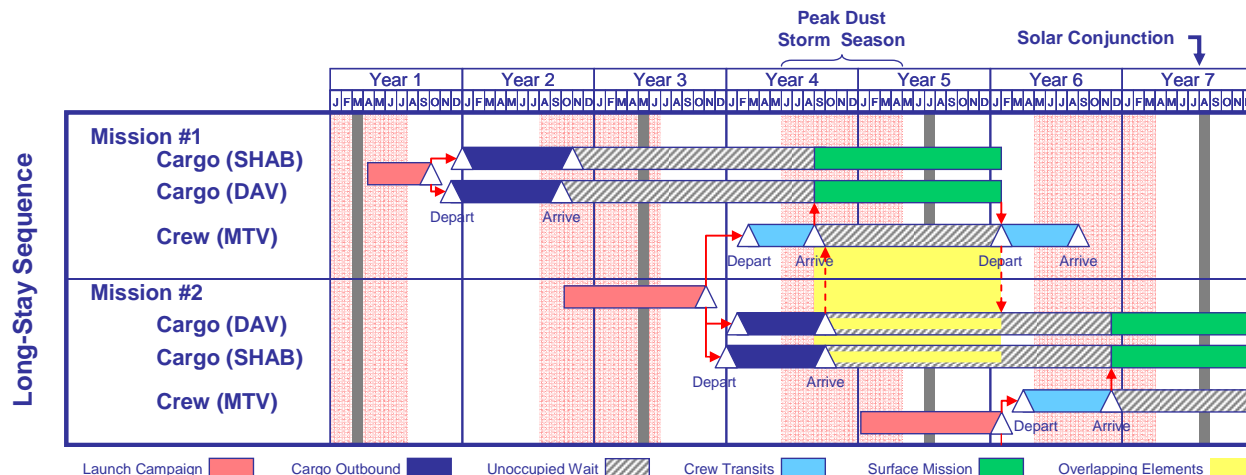 Peak Dust
Storm Season
Solar Conjunction
Year 1 Year 2 Year 3 Year 4 Year 5 Year 6 Year 7
J F M A M J J A S O N D J F M A M J J A S O N D J F M A M J J A S O N D J F M A M J J A S O N D J F M A M J J A S O N D J F M A M J J A S O N D J F M A M J J A S O N D
Long-Stay Sequence
Mission #1
Cargo (SHAB)
Cargo (DAV)
Depart Arrive
Crew (MTV)
Depart Arrive Depart Arrive
Mission #2
Cargo (DAV)
Cargo (SHAB)
Depart Arrive
Crew (MTV)
Depart Arrive
Launch Campaign Cargo Outbound Unoccupied Wait Crew Transits Surface Mission Overlapping Elements